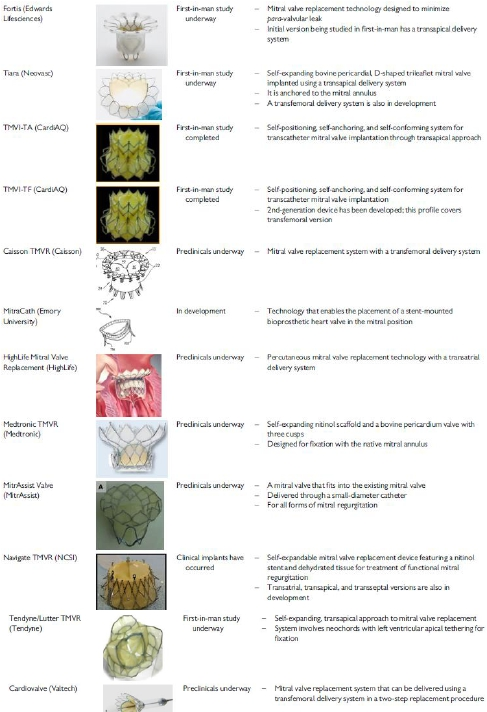 Fortis (Edwards Lifesciences)
First-in-man study underway
– Mitral valve replacement technology designed to minimize
para-valvular leak
– Initial version being studied in first-in-man has a transapical delivery
system
Tiara (Neovasc)
First-in-man study underway
– Self-expanding bovine pericardial, D-shaped trileaflet mitral valve
implanted using a transapical delivery system
– It is anchored to the mitral annulus
– A transfemoral delivery system is also in development
TMVI-TA (CardiAQ)
First-in-man study completed
– Self-positioning, self-anchoring, and self-conforming system for
transcatheter mitral valve implantation through transapical approach
TMVI-TF (CardiAQ)
First-in-man study completed
– Self-positioning, self-anchoring, and self-conforming system for
transcatheter mitral valve implantation
– 2nd-generation device has been developed; this profile covers
transfemoral version
Caisson TMVR (Caisson)
Preclinicals underway
– Mitral valve replacement system with a transfemoral delivery system
MitraCath (Emory University)
In development
– Technology that enables the placement of a stent-mounted
bioprosthetic heart valve in the mitral position
HighLife Mitral Valve Replacement (HighLife)
Preclinicals underway
– Percutaneous mitral valve replacement technology with a transatrial
delivery system
Medtronic TMVR (Medtronic)
Preclinicals underway
– Self-expanding nitinol scaffold and a bovine pericardium valve with
three cusps
– Designed for fixation with the native mitral annulus
MitrAssist Valve (MitrAssist)
A
Preclinicals underway
– A mitral valve that fits into the existing mitral valve
– Delivered through a small-diameter catheter
– For all forms of mitral regurgitation
Navigate TMVR (NCSI)
Clinical implants have occurred
– Self-expandable mitral valve replacement device featuring a nitinol
stent and dehydrated tissue for treatment of functional mitral
regurgitation
– Transatrial, transapical, and transseptal versions are also in
development
Tendyne/Lutter TMVR (Tendyne)
First-in-man study underway
– Self-expanding, transapical approach to mitral valve replacement
– System involves neochords with left ventricular apical tethering for
fixation
Cardiovalve (Valtech)
Preclinicals underway
– Mitral valve replacement system that can be delivered using a
transfemoral delivery system in a two-step replacement procedure